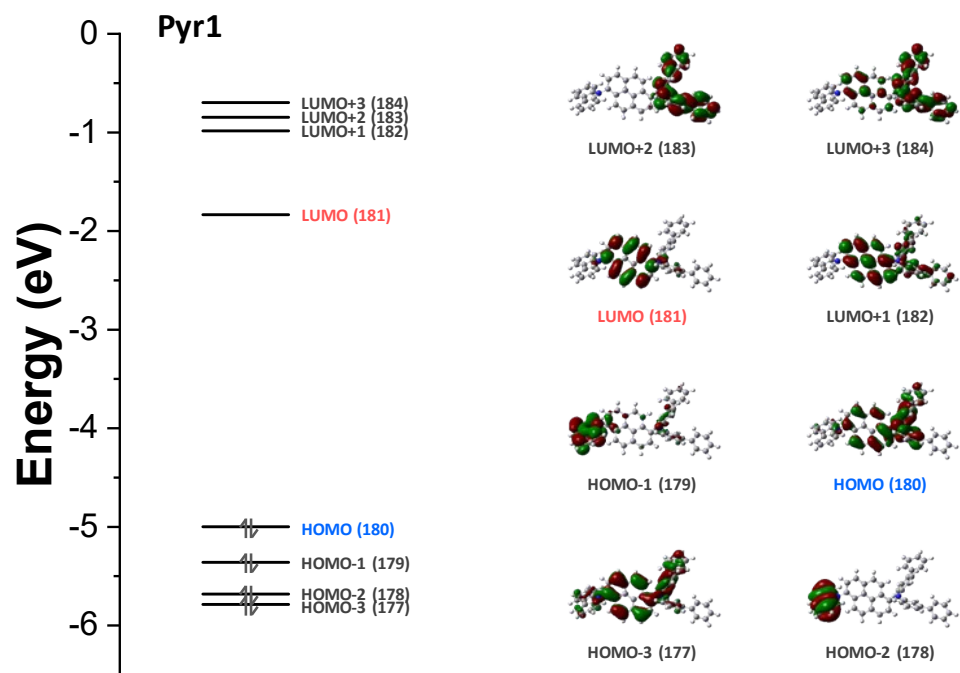 Pyr1
Energy (eV)
0
-1
-2
-3
-4
-5
-6
LUMO+3 (184)
LUMO+2 (183)
LUMO+1 (182)
LUMO (181)
HOMO (180)
HOMO-1 (179)
HOMO-2 (178)
HOMO-3 (177)
LUMO+2 (183)
LUMO+3 (184)
LUMO (181)
LUMO+1 (182)
HOMO-1 (179)
HOMO (180)
HOMO-3 (177)
HOMO-2 (178)